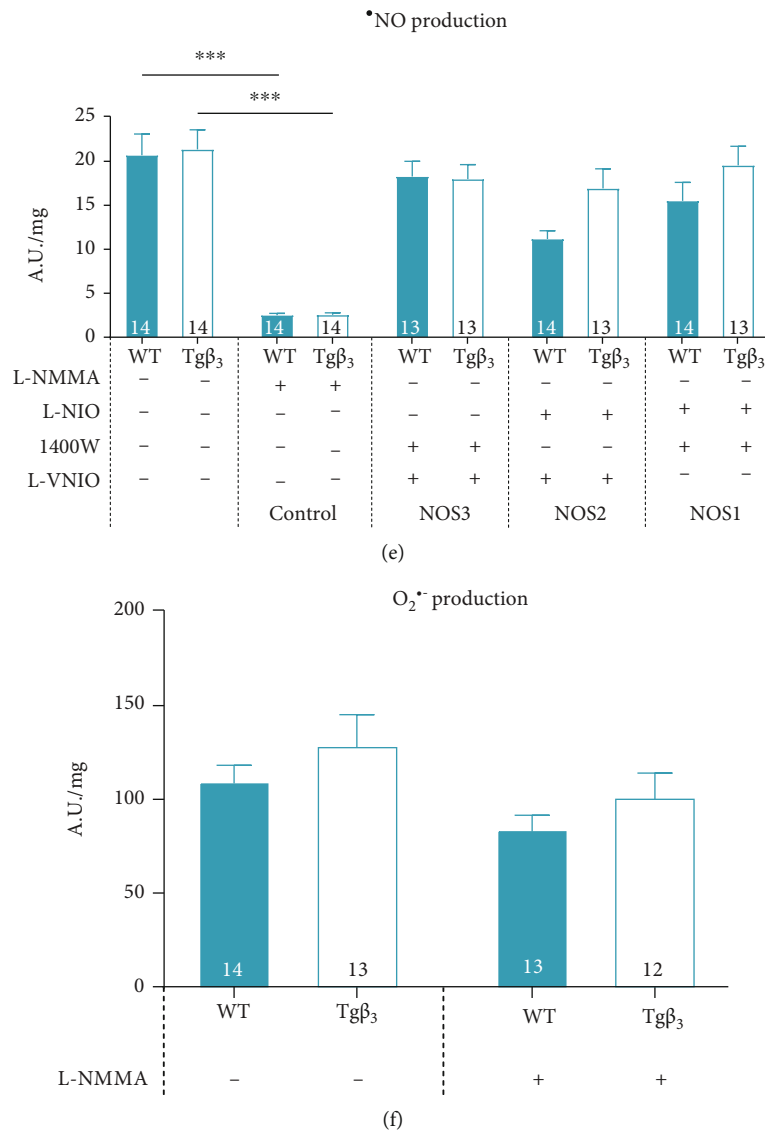 •NO production
***
***
25
20
15
10
5
0
A.U./mg
14 14 14 14 13 13 14 13 14 13
WT Tgβ₃ WT Tgβ₃ WT Tgβ₃ WT Tgβ₃ WT Tgβ₃
L-NMMA – – + + – – – – – –
L-NIO – – – – – – + + + +
1400W – – – – + + – – + +
L-VNIO – – – – + + + + – –
Control NOS3 NOS2 NOS1
(e)
O₂•- production
200
150
100
50
0
A.U./mg
14 13 13 12
WT Tgβ₃ WT Tgβ₃
L-NMMA – – + +
(f)